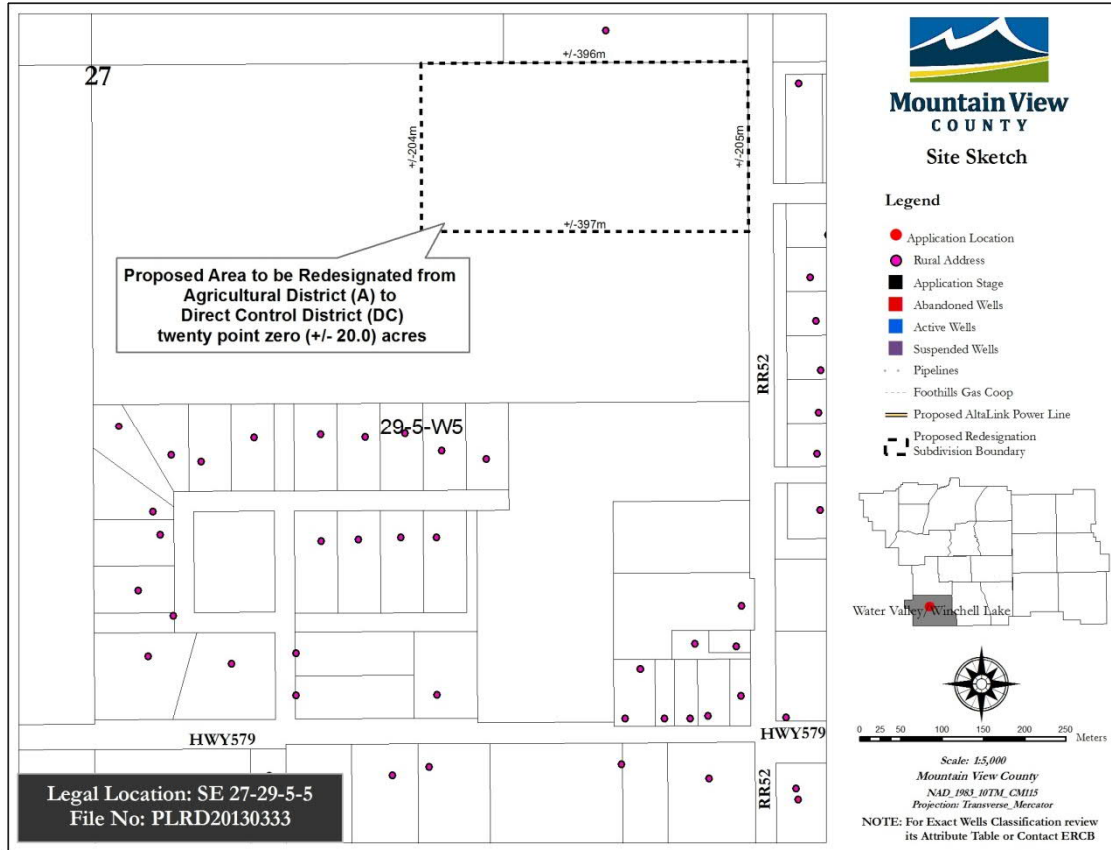 27
+/-396m
+/-204m
+/-205m
+/-397m
Proposed Area to be Redesignated from
Agricultural District (A) to
Direct Control District (DC)
twenty point zero (+/- 20.0) acres
RR52
29-5-W5
HWY579
HWY579
RR52
Legal Location: SE 27-29-5-5
File No: PLRD20130333
Mountain View
COUNTY
Site Sketch
Legend
Application Location
Rural Address
Application Stage
Abandoned Wells
Active Wells
Suspended Wells
Pipelines
Foothills Gas Coop
Proposed AltaLink Power Line
Proposed Redesignation
Subdivision Boundary
Water Valley/Winchell Lake
0 25 50 100 150 200 250
Meters
Scale: 1:5,000
Mountain View County
NAD_1983_10TM_CM115
Projection: Transverse_Mercator
NOTE: For Exact Wells Classification review
its Attribute Table or Contact ERCB